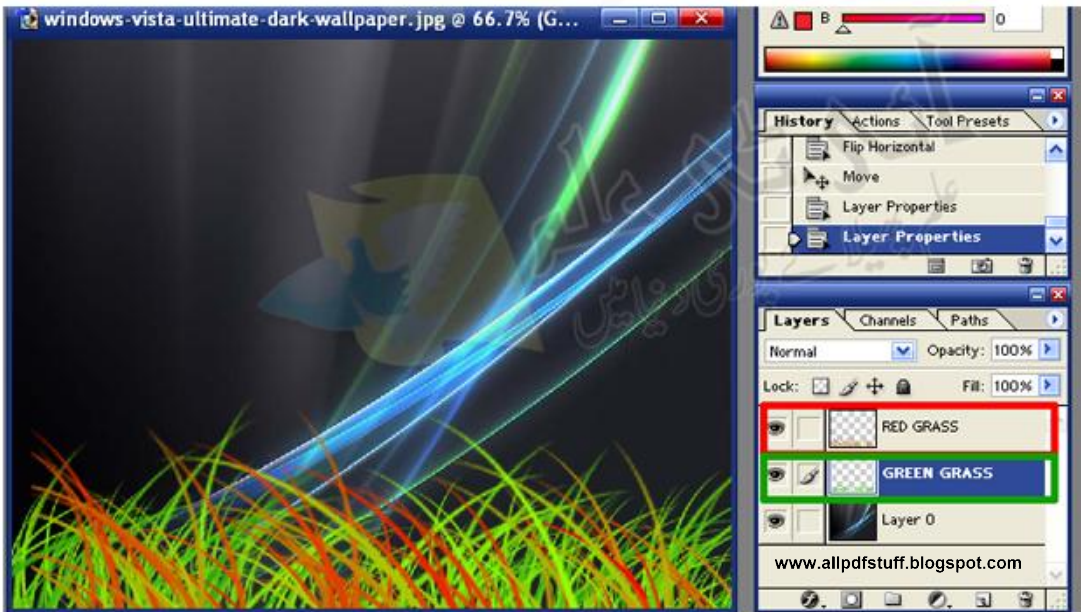 windows-vista-ultimate-dark-wallpaper.jpg @ 66.7% (G...
B 0
History Actions Tool Presets
Flip Horizontal
Move
Layer Properties
Layer Properties
Layers Channels Paths
Normal Opacity: 100%
Lock: Fill: 100%
RED GRASS
GREEN GRASS
Layer 0
www.allpdfstuff.blogspot.com